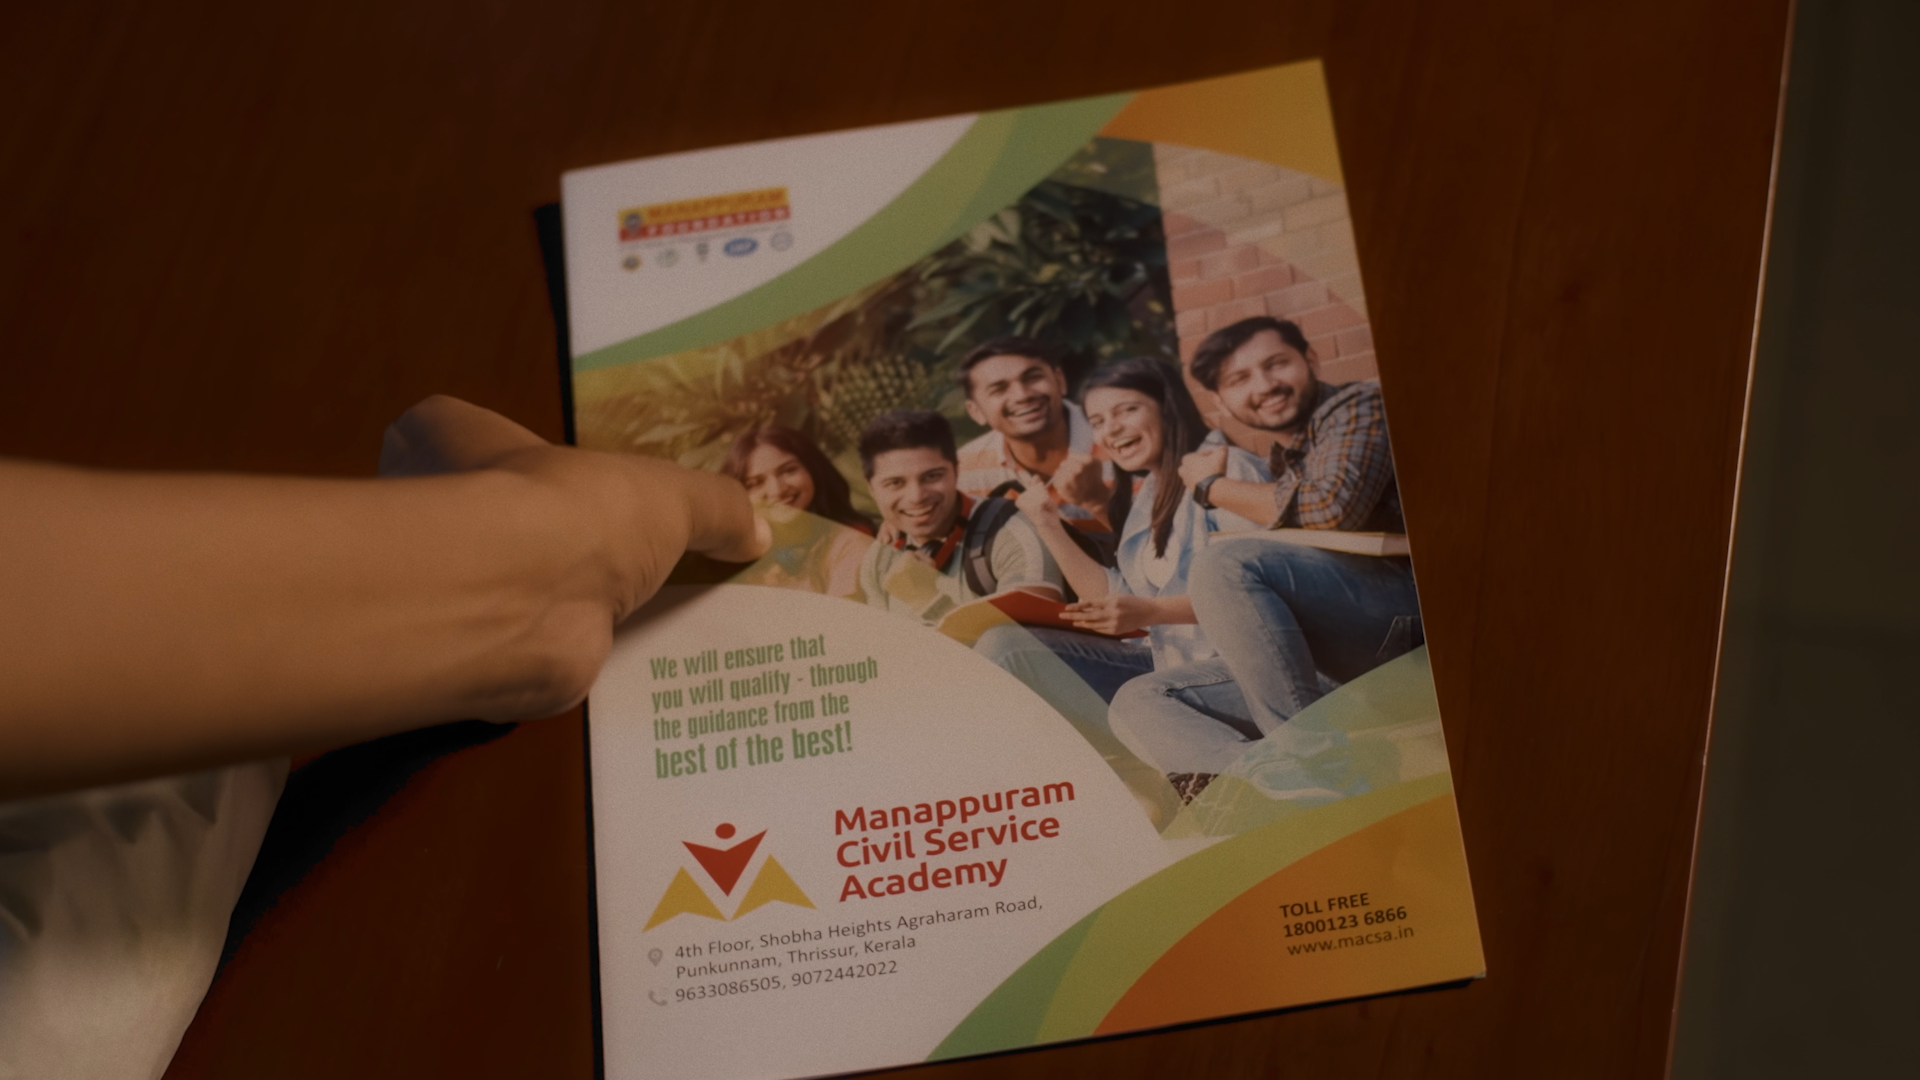 MANAPPURAM
FOUNDATION
We will ensure that
you will qualify - through
the guidance from the
best of the best!
Manappuram
Civil Service
Academy
4th Floor, Shobha Heights Agraharam Road,
Punkunnam, Thrissur, Kerala
9633086505, 9072442022
TOLL FREE
1800123 6866
www.macsa.in